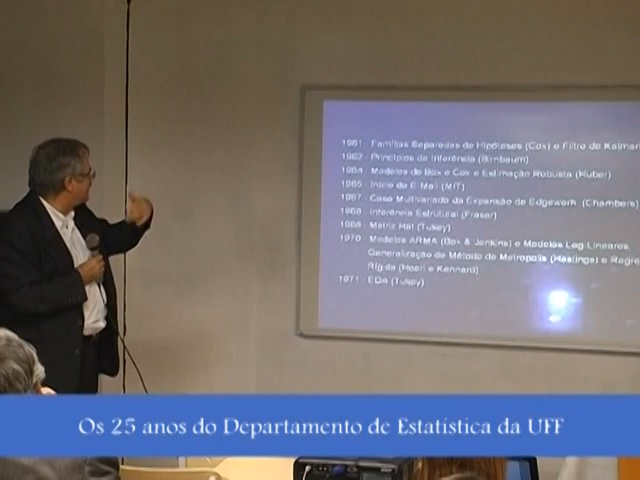 1961 - Famílias Separadas de Hipóteses (Cox) e Filtro de Kalman
1962 - Princípios de Inferência (Birnbaum)
1964 - Modelos de Box e Cox e Estimação Robusta (Huber)
1965 - Início do E-Mail (MIT)
1967 - Caso Multivariado da Expansão de Edgeworth (Chambers)
1968 - Inferência Estrutural (Fraser)
1968 - Matriz Hat (Tukey)
1970 - Modelos ARMA (Box & Jenkins) e Modelos Log-Lineares
Generalização do Método de Metropolis (Hastings) e Regre
Rígida (Hoerl e Kennard)
1971 - EDA (Tukey)
Os 25 anos do Departamento de Estatística da UFF